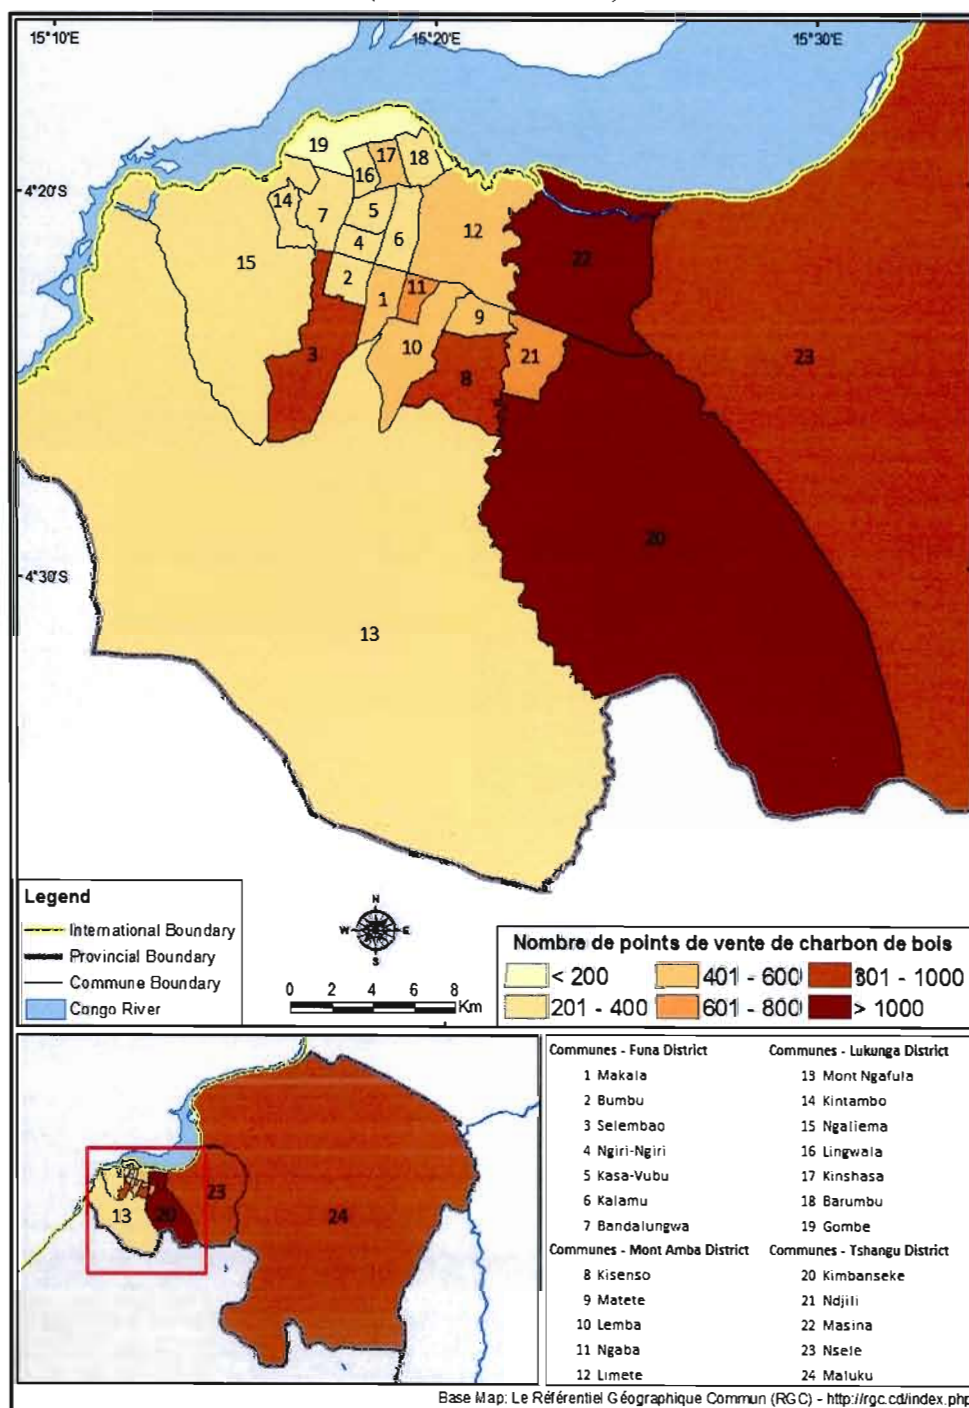 15°10'E 15°20'E 15°30'E
4°20'S
4°30'S
19
17
18
16
14
7
5
6
12
4
22
15
2
1
11
9
3
10
21
8
23
20
13
Legend
International Boundary
Provincial Boundary
Commune Boundary
Congo River
N
W E
S
0 2 4 6 8
Km
Nombre de points de vente de charbon de bois
< 200 401 - 600 801 - 1000
201 - 400 601 - 800 > 1000
13
20
23
24
Communes - Funa District
1 Makala
2 Bumbu
3 Selembao
4 Ngiri-Ngiri
5 Kasa-Vubu
6 Kalamu
7 Bandalungwa
Communes - Mont Amba District
8 Kisenso
9 Matete
10 Lemba
11 Ngaba
12 Limete
Communes - Lukunga District
13 Mont Ngafula
14 Kintambo
15 Ngaliema
16 Lingwala
17 Kinshasa
18 Barumbu
19 Gombe
Communes - Tshangu District
20 Kimbanseke
21 Ndjili
22 Masina
23 Nsele
24 Maluku
Base Map: Le Référentiel Géographique Commun (RGC) - http://rgc.cd/index.php